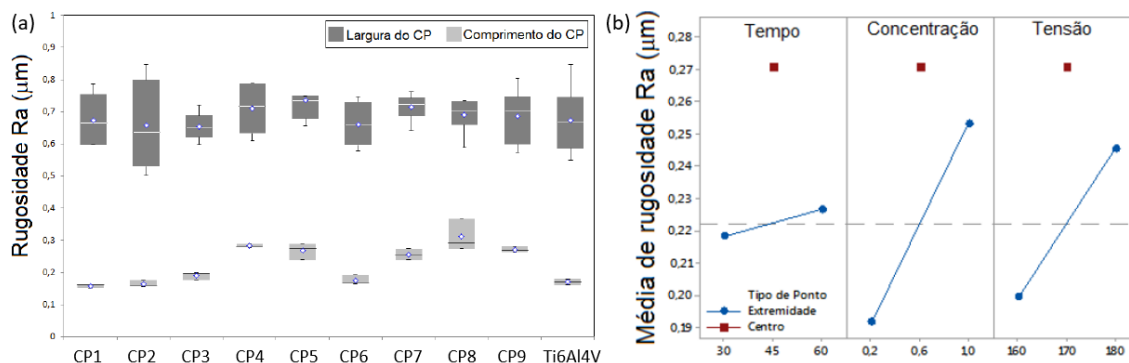 (a)
Rugosidade Ra (µm)
1
0,9
0,8
0,7
0,6
0,5
0,4
0,3
0,2
0,1
0
Largura do CP
Comprimento do CP
CP1 CP2 CP3 CP4 CP5 CP6 CP7 CP8 CP9 Ti6Al4V
(b)
Média de rugosidade Ra (µm)
Tempo Concentração Tensão
0,28
0,27
0,26
0,25
0,24
0,23
0,22
0,21
0,20
0,19
Tipo de Ponto
Extremidade
Centro
30 45 60 0,2 0,6 10 160 170 180